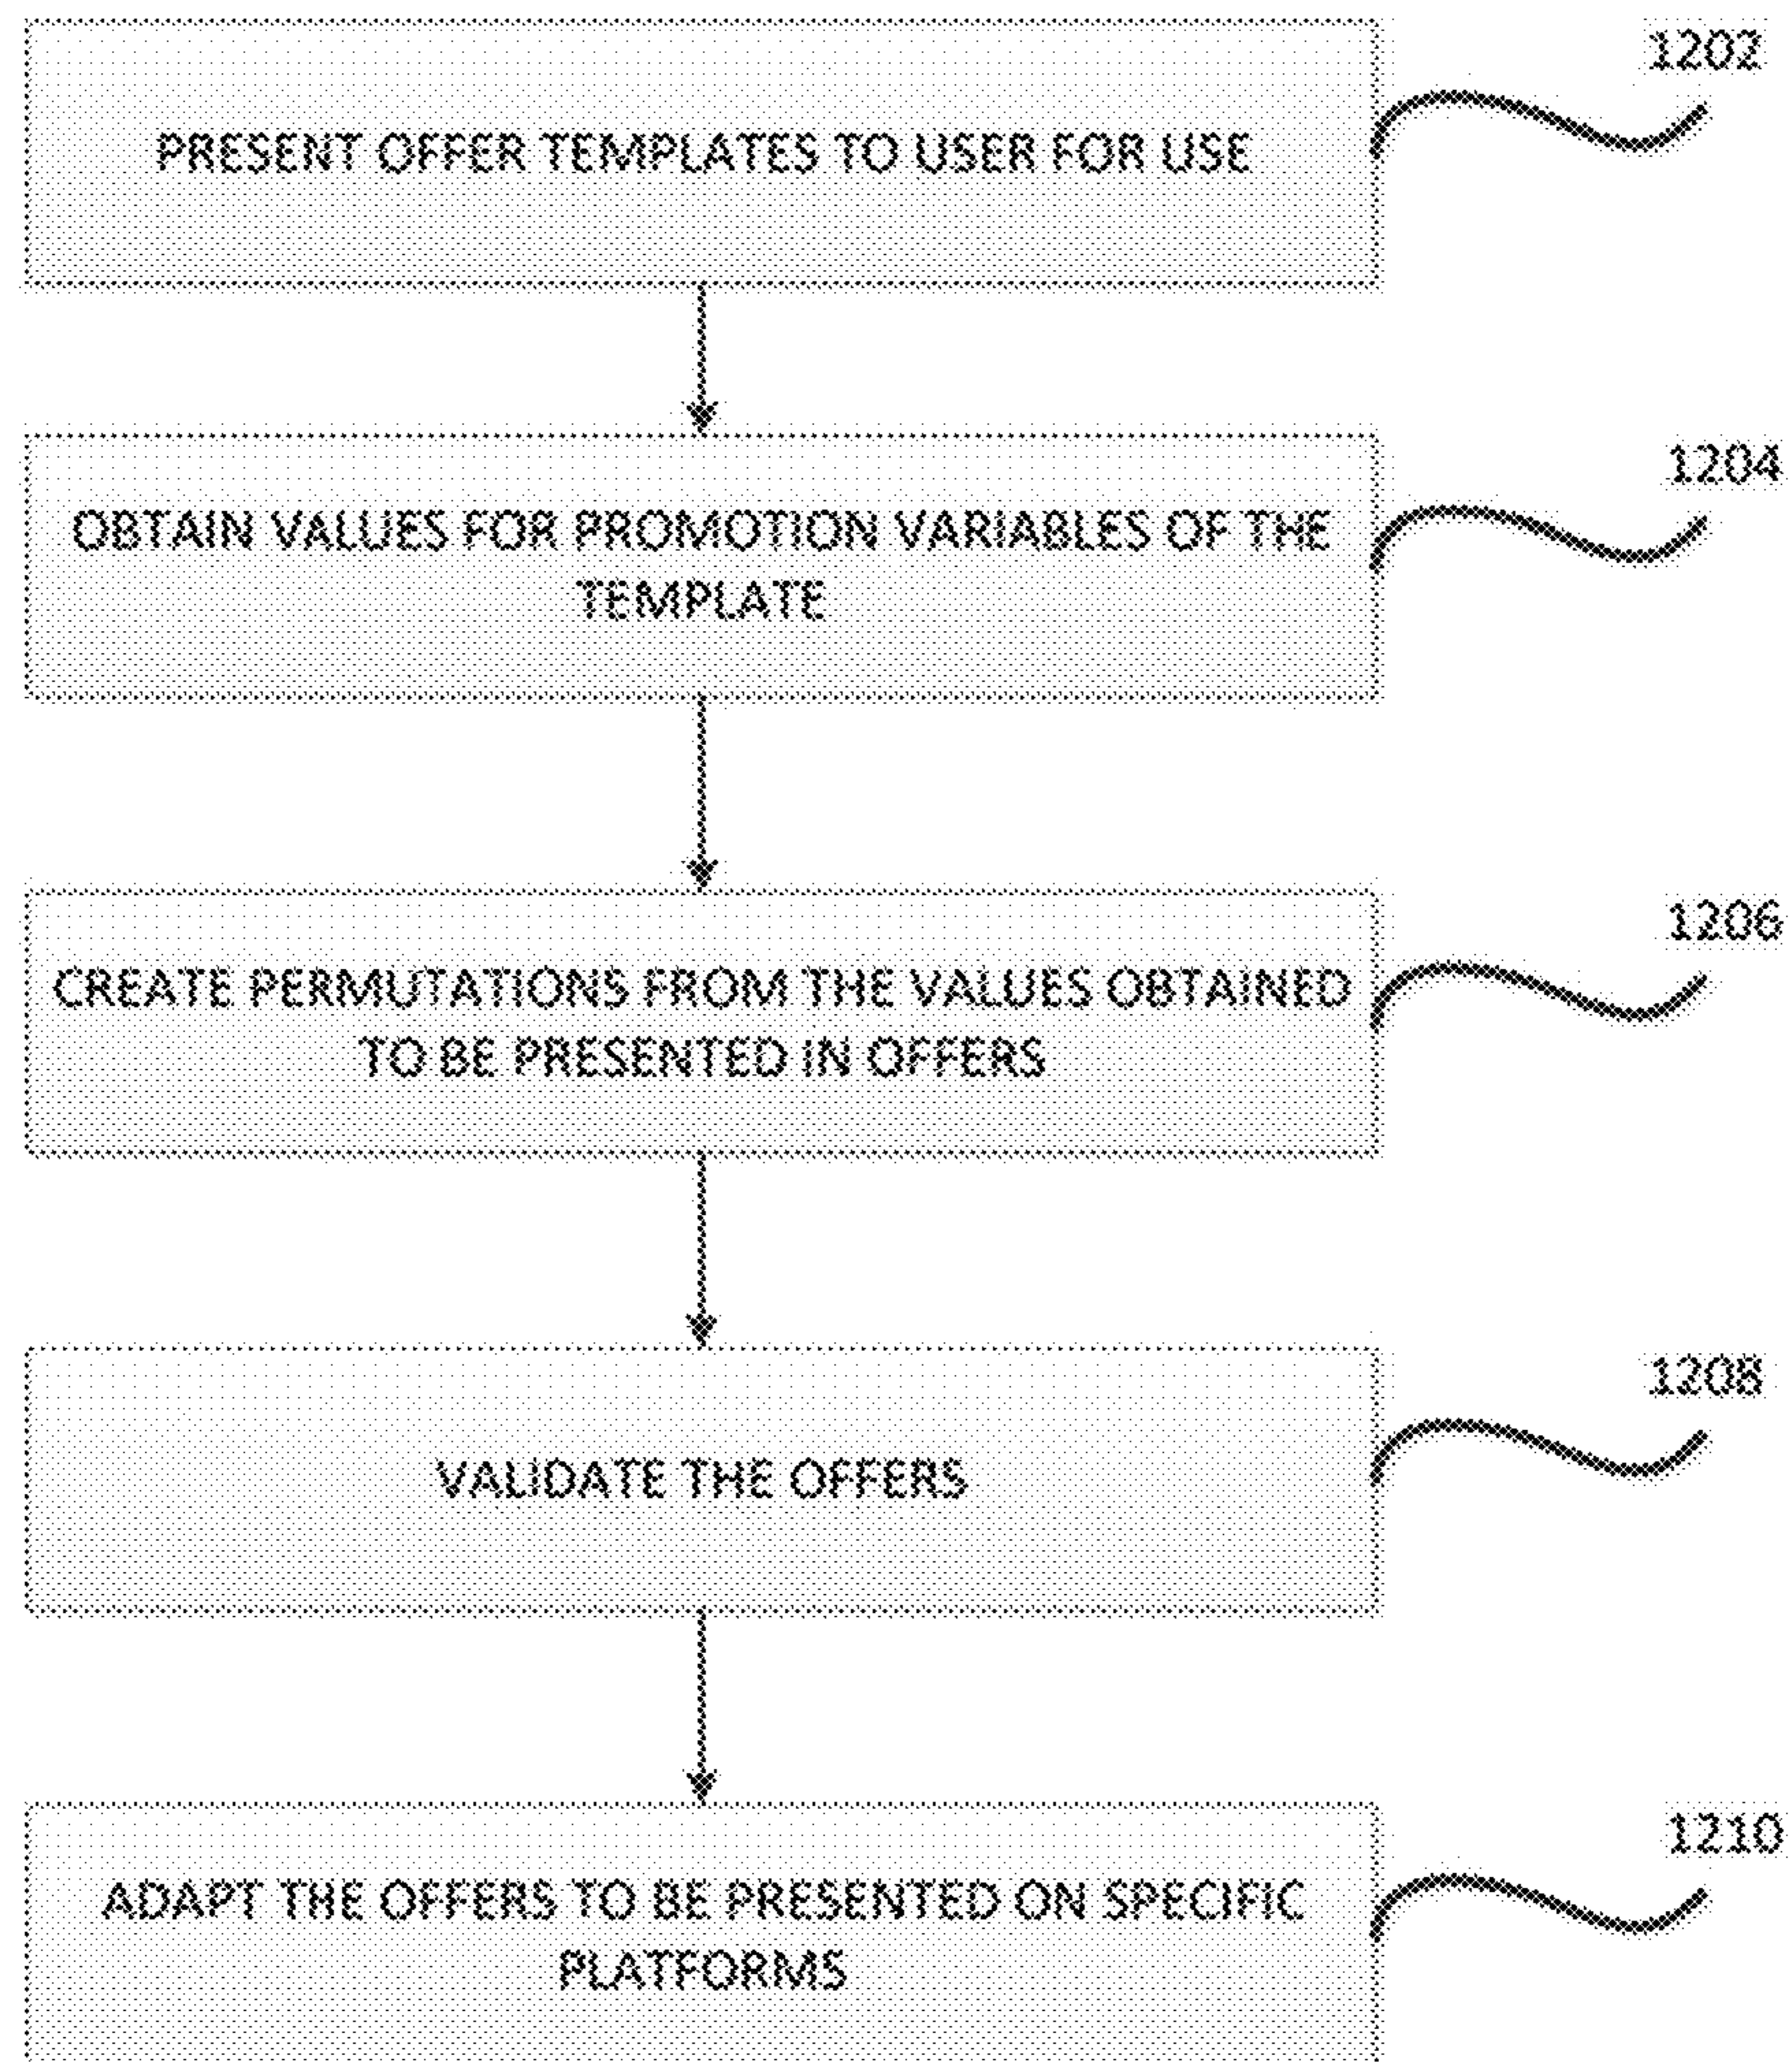 1202
PRESENT OFFER TEMPLATES TO USER FOR USE
1204
OBTAIN VALUES FOR PROMOTION VARIABLES OF THE
TEMPLATE
1206
CREATE PERMUTATIONS FROM THE VALUES OBTAINED
TO BE PRESENTED IN OFFERS
1208
VALIDATE THE OFFERS
1210
ADAPT THE OFFERS TO BE PRESENTED ON SPECIFIC
PLATFORMS